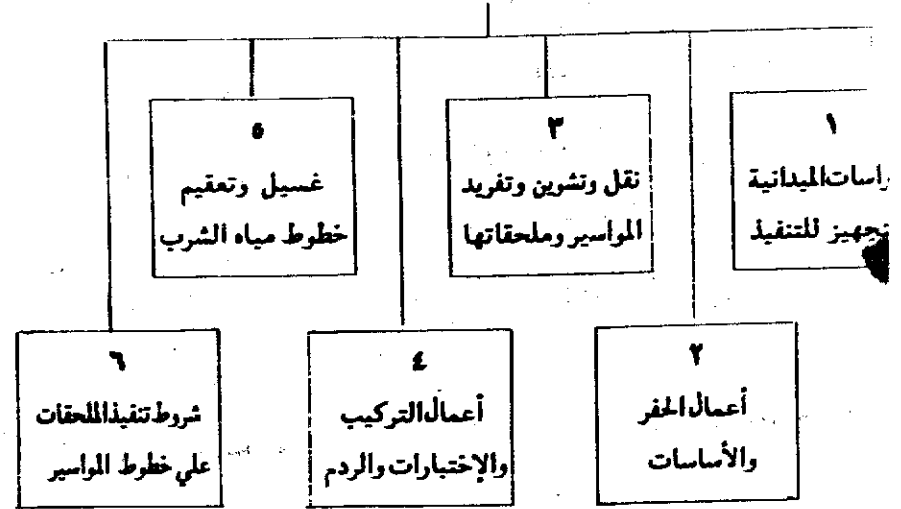 ١
راسات الميدانية
تجهيز للتنفيذ
٢
أعمال الحفر
والأساسات
٣
نقل وتشوين وتفريد
المواسير وملحقاتها
٤
أعمال التركيب
والإختبارات والردم
٥
غسيل وتعقيم
خطوط مياه الشرب
٦
شروط تنفيذ الملحقات
علي خطوط المواسير